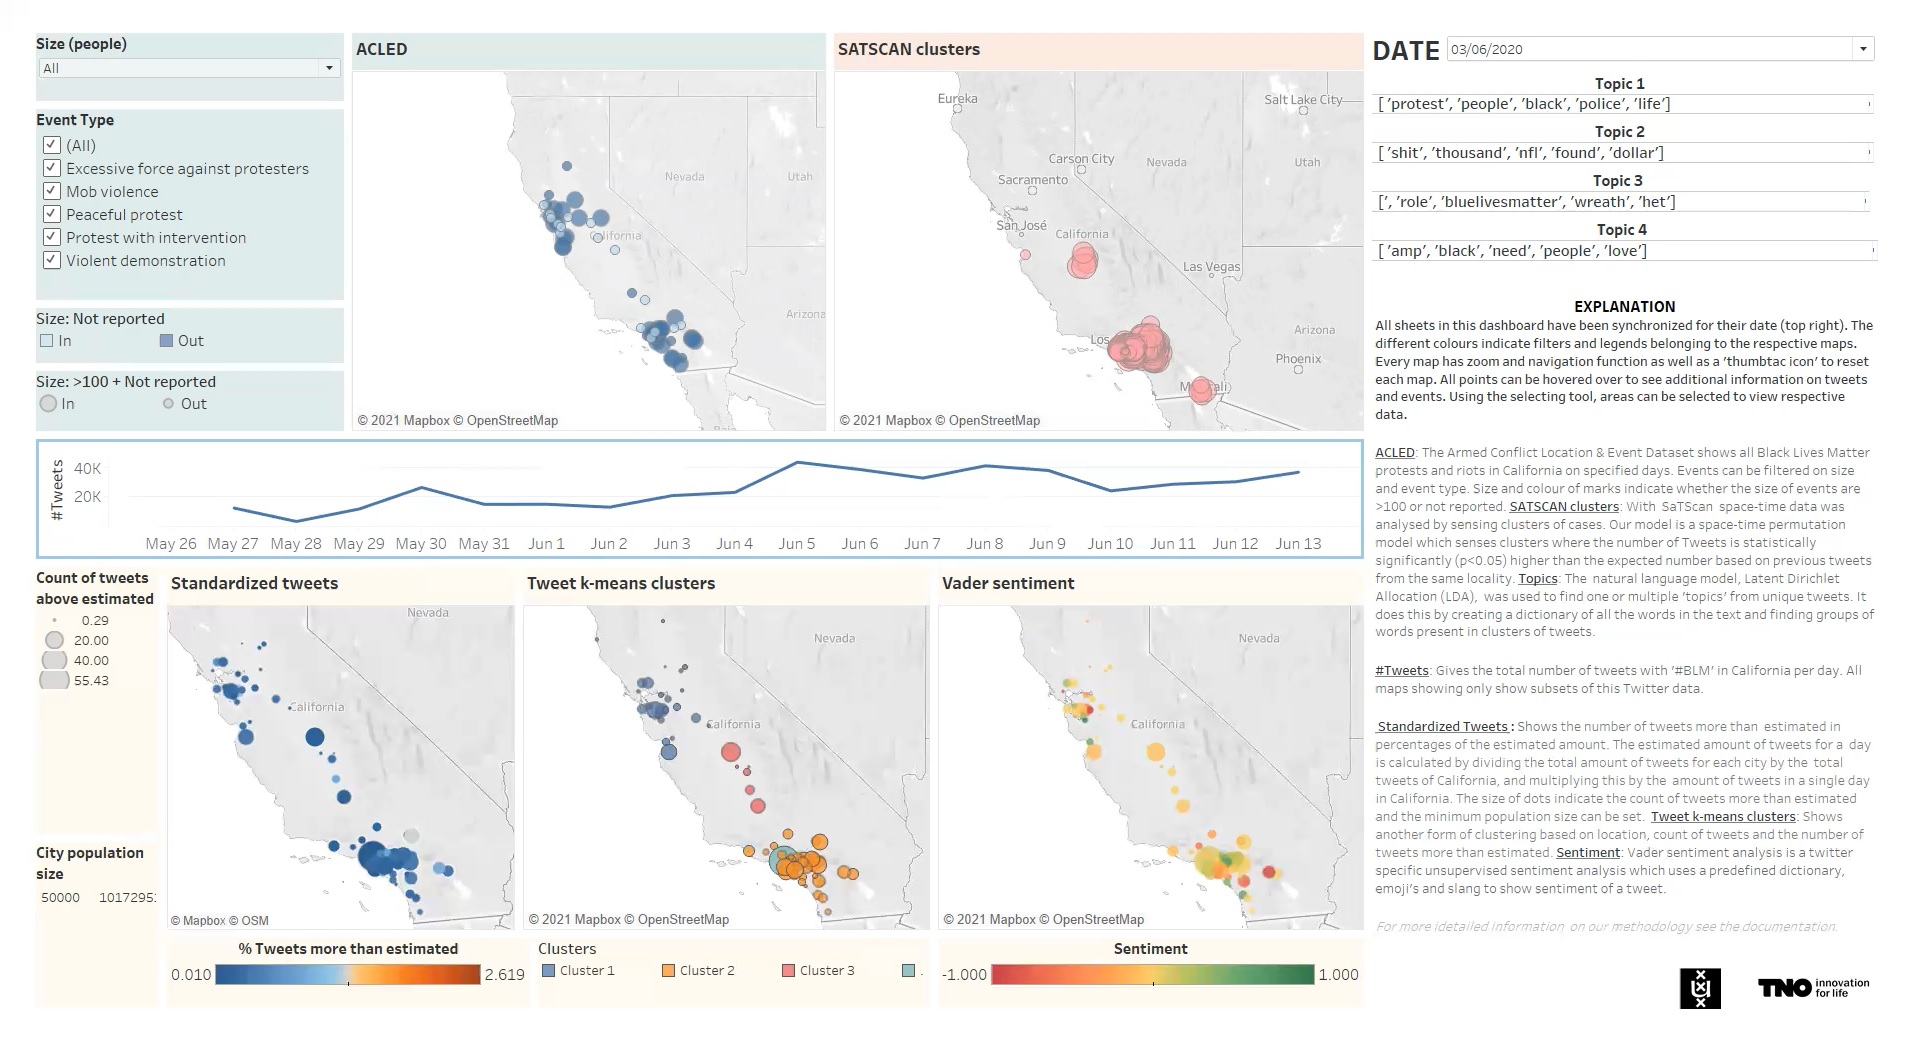 Size (people)
All
Event Type
(All)
Excessive force against protesters
Mob violence
Peaceful protest
Protest with intervention
Violent demonstration
Size: Not reported
In
Out
Size: >100 + Not reported
In
Out
ACLED
Nevada
Utah
California
Arizona
© 2021 Mapbox © OpenStreetMap
SATSCAN clusters
Eureka
Salt Lake City
Carson City
Nevada
Utah
Sacramento
San José
California
Las Vegas
Los
Arizona
Phoenix
© 2021 Mapbox © OpenStreetMap
DATE
03/06/2020
Topic 1
['protest', 'people', 'black', 'police', 'life']
Topic 2
['shit', 'thousand', 'nfl', 'found', 'dollar']
Topic 3
[', 'role', 'bluelivesmatter', 'wreath', 'het']
Topic 4
['amp', 'black', 'need', 'people', 'love']
EXPLANATION
All sheets in this dashboard have been synchronized for their date (top right). The
different colours indicate filters and legends belonging to the respective maps.
Every map has zoom and navigation function as well as a 'thumbtac icon' to reset
each map. All points can be hovered over to see additional information on tweets
and events. Using the selecting tool, areas can be selected to view respective
data.
ACLED: The Armed Conflict Location & Event Dataset shows all Black Lives Matter
protests and riots in California on specified days. Events can be filtered on size
and event type. Size and colour of marks indicate whether the size of events are
>100 or not reported. SATSCAN clusters: With SaTScan space-time data was
analysed by sensing clusters of cases. Our model is a space-time permutation
model which senses clusters where the number of Tweets is statistically
significantly (p<0.05) higher than the expected number based on previous tweets
from the same locality. Topics: The natural language model, Latent Dirichlet
Allocation (LDA), was used to find one or multiple 'topics' from unique tweets. It
does this by creating a dictionary of all the words in the text and finding groups of
words present in clusters of tweets.
#Tweets: Gives the total number of tweets with '#BLM' in California per day. All
maps showing only show subsets of this Twitter data.
Standardized Tweets : Shows the number of tweets more than estimated in
percentages of the estimated amount. The estimated amount of tweets for a day
is calculated by dividing the total amount of tweets for each city by the total
tweets of California, and multiplying this by the amount of tweets in a single day
in California. The size of dots indicate the count of tweets more than estimated
and the minimum population size can be set. Tweet k-means clusters: Shows
another form of clustering based on location, count of tweets and the number of
tweets more than estimated. Sentiment: Vader sentiment analysis is a twitter
specific unsupervised sentiment analysis which uses a predefined dictionary,
emoji's and slang to show sentiment of a tweet.
For more idetailed information on our methodology see the documentation.
#Tweets
40K
20K
May 26 May 27 May 28 May 29 May 30 May 31 Jun 1 Jun 2 Jun 3 Jun 4 Jun 5 Jun 6 Jun 7 Jun 8 Jun 9 Jun 10 Jun 11 Jun 12 Jun 13
Count of tweets
above estimated
0.29
20.00
40.00
55.43
City population
size
50000 1017295
Standardized tweets
Nevada
California
© Mapbox © OSM
% Tweets more than estimated
0.010
2.619
Tweet k-means clusters
Nevada
California
© 2021 Mapbox © OpenStreetMap
Clusters
Cluster 1
Cluster 2
Cluster 3
Vader sentiment
Nevada
California
© 2021 Mapbox © OpenStreetMap
Sentiment
-1.000
1.000
TNO innovation
for life